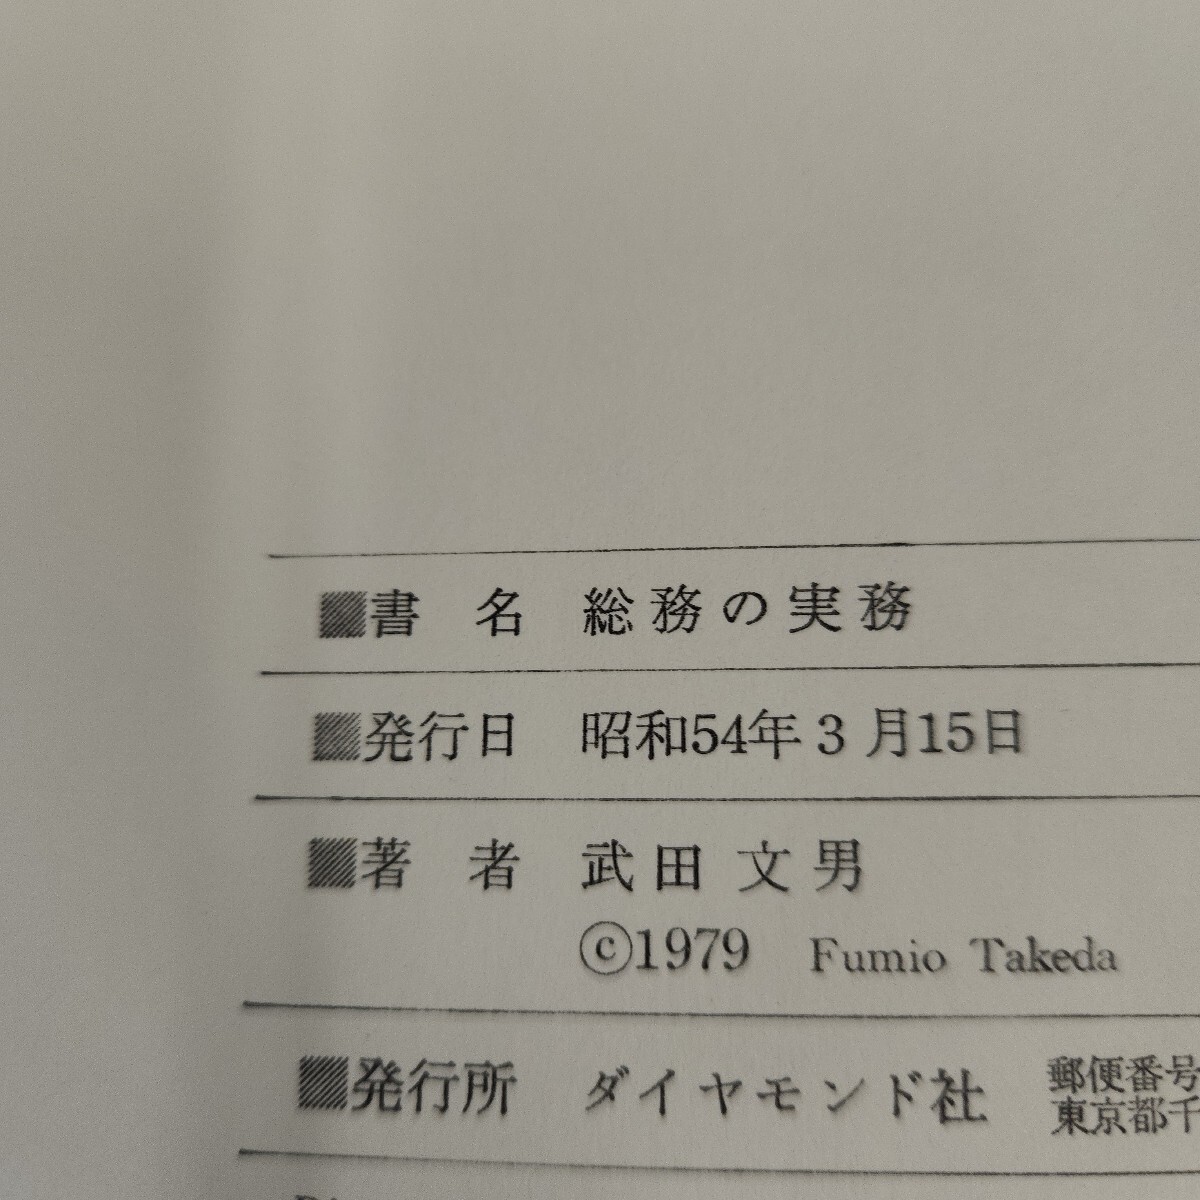 書 名 総務の実務
発行日 昭和54年3月15日
著 者 武田文男
©1979 Fumio Takeda
発行所 ダイヤモンド社 郵便番号
東京都千